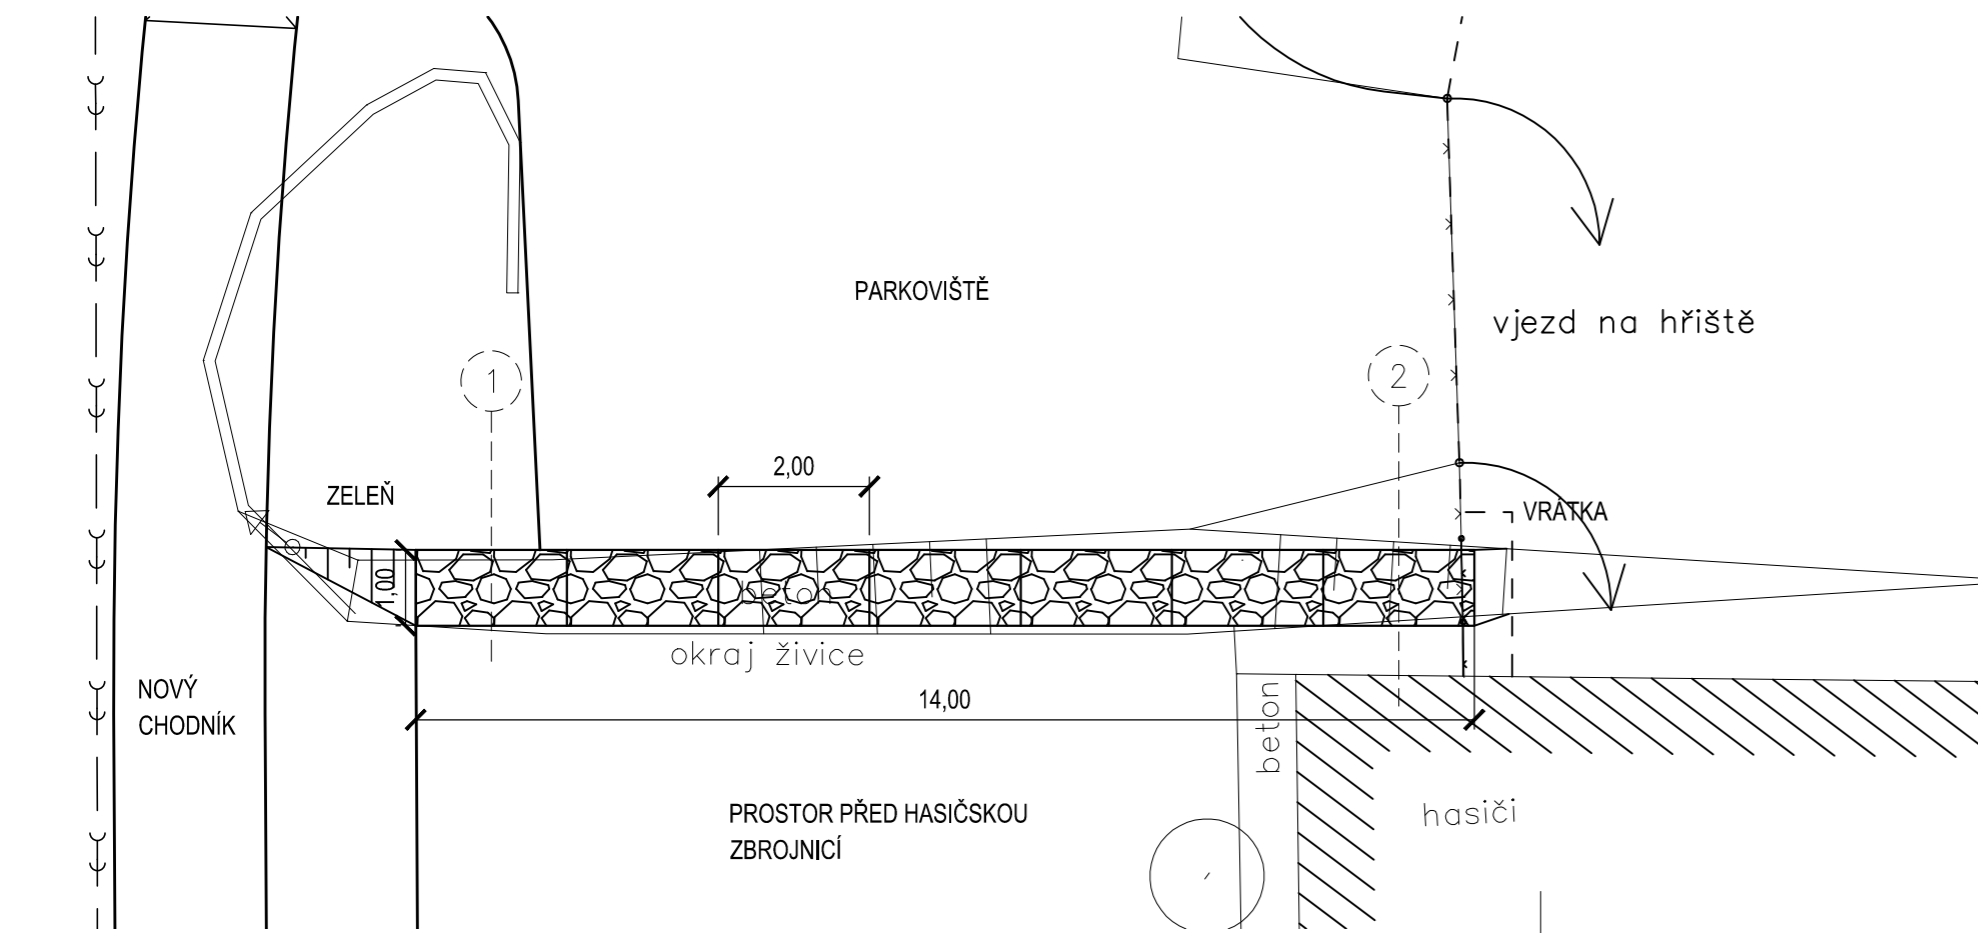 PARKOVIŠTĚ
vjezd na hřiště
1
2
2,00
ZELEŇ
VRÁTKA
1,00
beton
okraj živice
NOVÝ
CHODNÍK
14,00
beton
PROSTOR PŘED HASIČSKOU
ZBROJNICÍ
hasiči